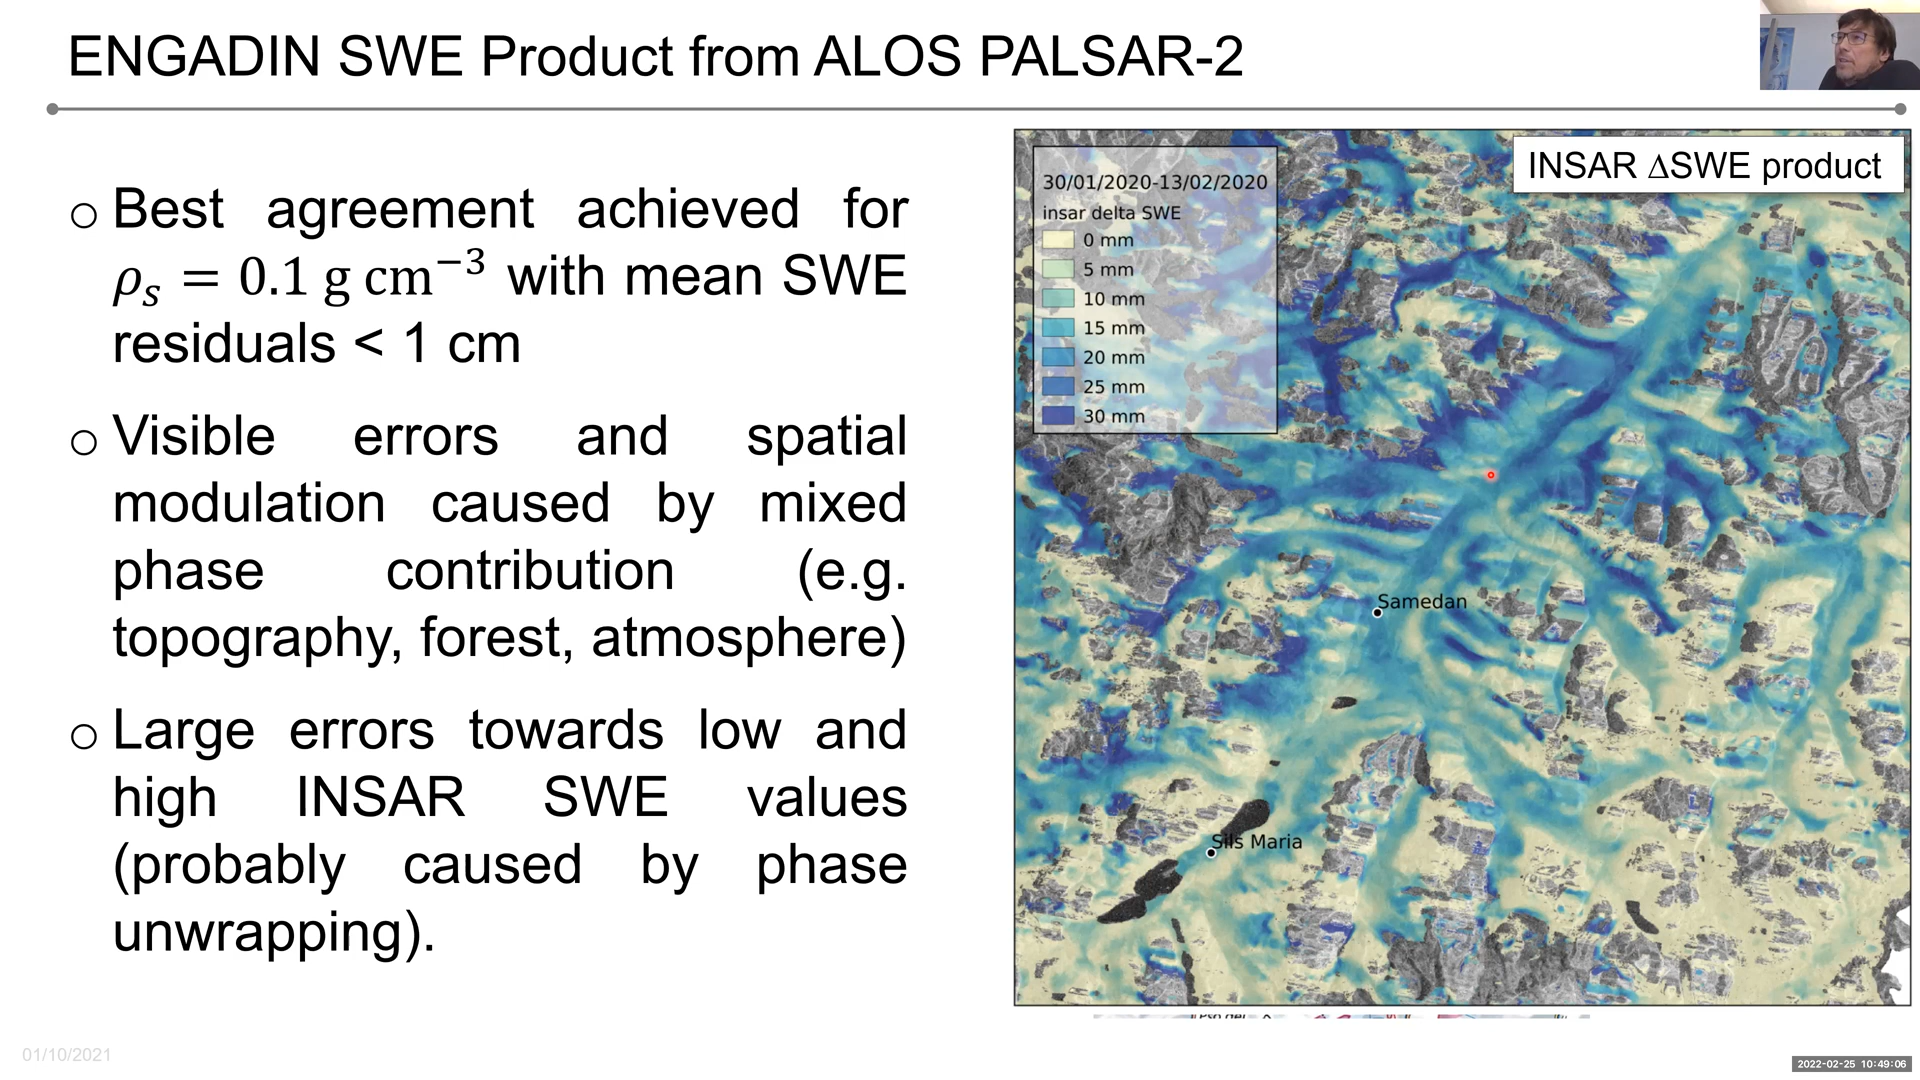 ENGADIN SWE Product from ALOS PALSAR-2
○ Best agreement achieved for
ρₛ = 0.1 g cm⁻³ with mean SWE
residuals < 1 cm
○ Visible errors and spatial
modulation caused by mixed
phase contribution (e.g.
topography, forest, atmosphere)
○ Large errors towards low and
high INSAR SWE values
(probably caused by phase
unwrapping).
INSAR ΔSWE product
30/01/2020-13/02/2020
insar delta SWE
0 mm
5 mm
10 mm
15 mm
20 mm
25 mm
30 mm
Samedan
Sils Maria
01/10/2021
2022-02-25 10:49:06